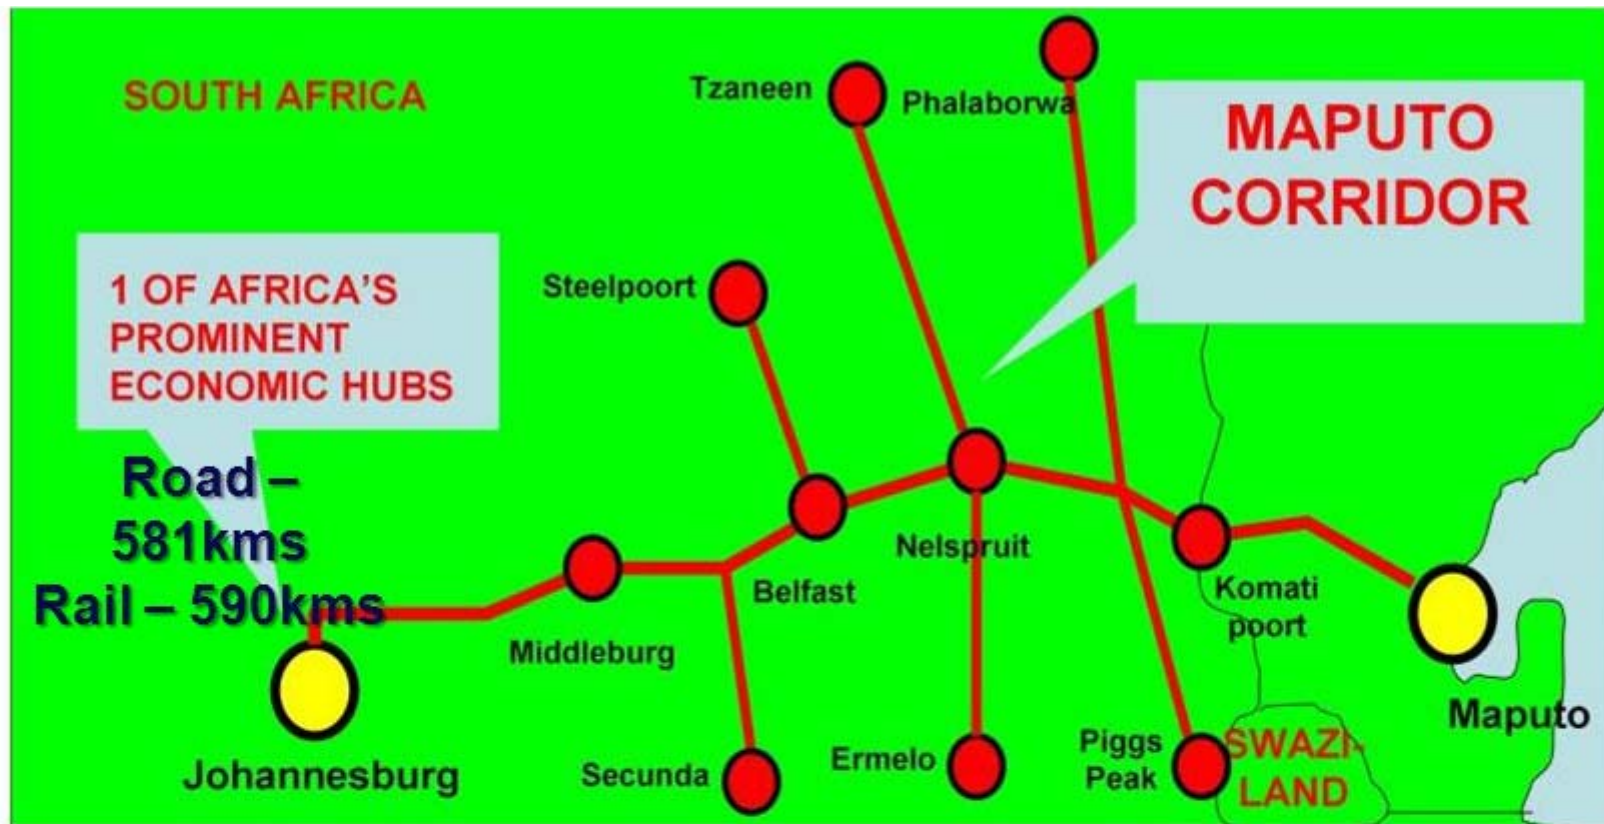 SOUTH AFRICA
Tzaneen
Phalaborwa
MAPUTO
CORRIDOR
1 OF AFRICA'S
PROMINENT
ECONOMIC HUBS
Steelpoort
Road –
581kms
Rail – 590kms
Nelspruit
Belfast
Komati
poort
Middleburg
Maputo
Johannesburg
Secunda
Ermelo
Piggs
Peak
SWAZI-
LAND